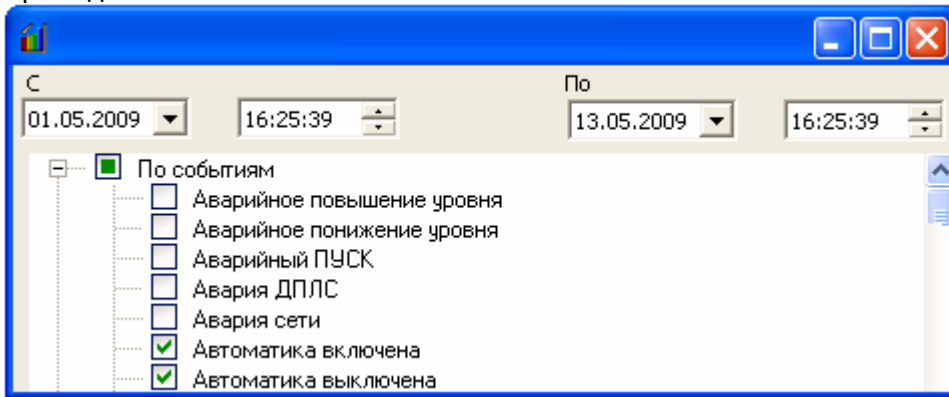 С По
01.05.2009 16:25:39 13.05.2009 16:25:39
По событиям
Аварийное повышение уровня
Аварийное понижение уровня
Аварийный ПУСК
Авария ДПЛС
Авария сети
Автоматика включена
Автоматика выключена